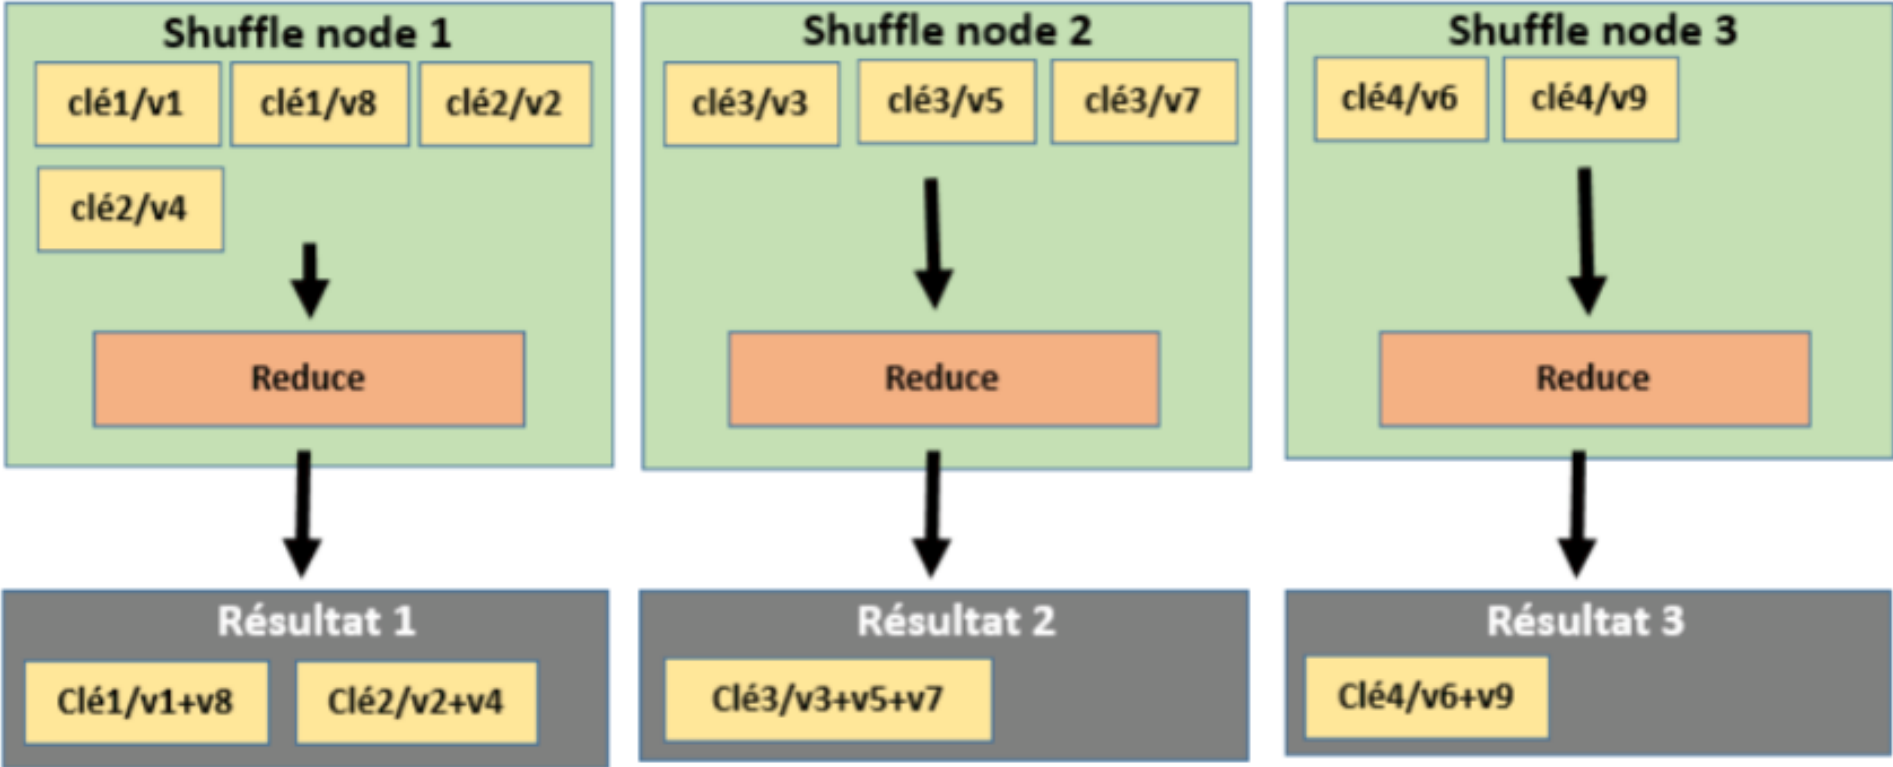 Shuffle node 1
clé1/v1 clé1/v8 clé2/v2
clé2/v4
Reduce
Shuffle node 2
clé3/v3 clé3/v5 clé3/v7
Reduce
Shuffle node 3
clé4/v6 clé4/v9
Reduce
Résultat 1
Clé1/v1+v8 Clé2/v2+v4
Résultat 2
Clé3/v3+v5+v7
Résultat 3
Clé4/v6+v9